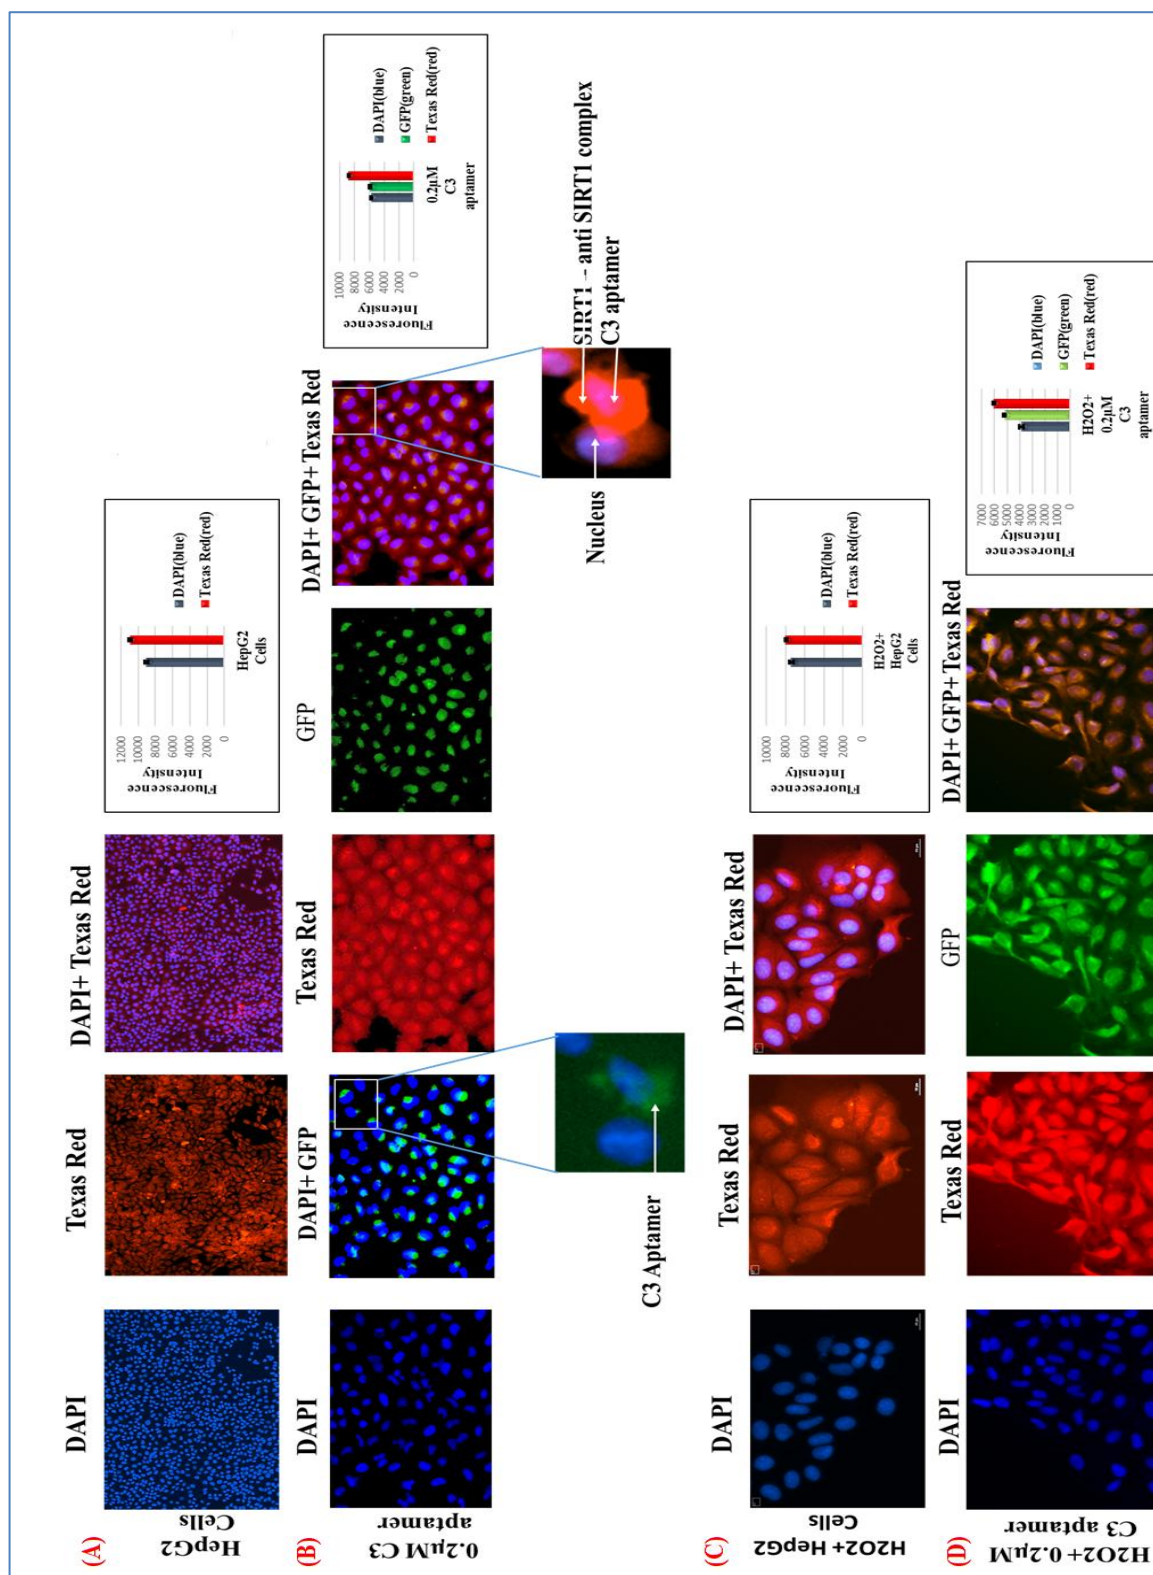 (A)
HepG2
Cells
DAPI
Texas Red
DAPI+ Texas Red
Fluorescence
Intensity
12000
10000
8000
6000
4000
2000
0
HepG2
Cells
DAPI(blue)
Texas Red(red)
(B)
0.2µM C3
aptamer
DAPI
DAPI+ GFP
Texas Red
GFP
DAPI+ GFP+ Texas Red
Fluorescence
Intensity
10000
8000
6000
4000
2000
0
0.2µM
C3
aptamer
DAPI(blue)
GFP(green)
Texas Red(red)
C3 Aptamer
Nucleus
SIRT1 - anti SIRT1 complex
C3 aptamer
(C)
H2O2+ HepG2
Cells
DAPI
Texas Red
DAPI+ Texas Red
Fluorescence
Intensity
10000
8000
6000
4000
2000
0
H2O2+
HepG2
Cells
DAPI(blue)
Texas Red(red)
(D)
H2O2+ 0.2µM
C3 aptamer
DAPI
Texas Red
GFP
DAPI+ GFP+ Texas Red
Fluorescence
Intensity
7000
6000
5000
4000
3000
2000
1000
0
H2O2+
0.2µM
C3
aptamer
DAPI(blue)
GFP(green)
Texas Red(red)